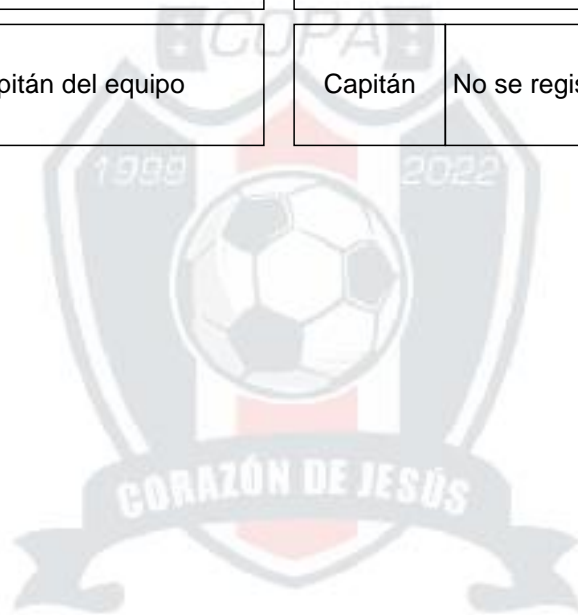 COPA
pitán del equipo
Capitán
No se regis
1999
2022
CORAZÓN DE JESÚS